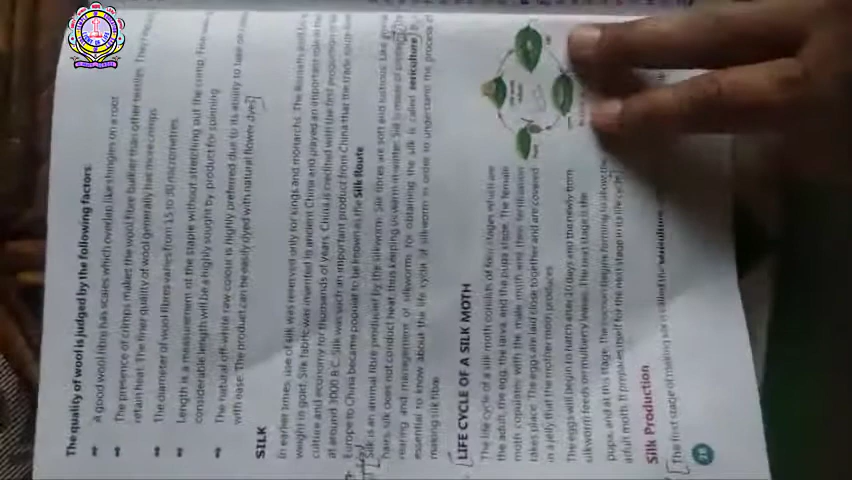 The quality of wool is judged by the following factors:
A good wool fibre has scales which overlap like shingles on a roof
The presence of crimps makes the wool fibre bulkier than other textiles. They
retain heat. The finer quality of wool generally has more crimps
The diameter of wool fibres varies from 15 to 30 micrometres.
Length is a measurement of the staple without stretching out the crimp.
considerable length will be a highly sought by product for spinning
The natural off-white raw colour is highly preferred due to its ability to take on
with ease. The product can be easily dyed with natural flower dyes
SILK
In earlier times, use of silk was reserved only for kings and monarchs. The Romans
weight in gold. Silk fabric was invented in ancient China and played an important role in
culture and economy for thousands of years. China is credited with the first
at around 3000 B.C. Silk was such an important product from China that the trade route
Europe to China became popular to be known as the Silk Route
Silk is an animal fibre produced by the silkworm. Silk fibres are soft and lustrous. Like
hairs, silk does not conduct heat, thus keeping us warm in winter. Silk is made of
rearing and management of silkworms for obtaining the silk is called sericulture.
essential to know about the life cycle of silkworm in order to understand the process of
making silk fibre
LIFE CYCLE OF A SILK MOTH
The life cycle of a silk moth consists of four stages which are
the adult, the egg, the larva, and the pupa stage. The female
moth copulates with the male moth and then fertilisation
takes place. The eggs are laid close together and are covered
in a jelly that the mother moth produces
The eggs will begin to hatch after 10 days and the newly born
silkworm feeds on mulberry leaves. The next stage is the
pupa, and at this stage, the cocoon begins forming to allow the
adult moth. It prepares itself for the next stage in its life cycle
Silk Production
The first stage of making silk is called the sericulture
28